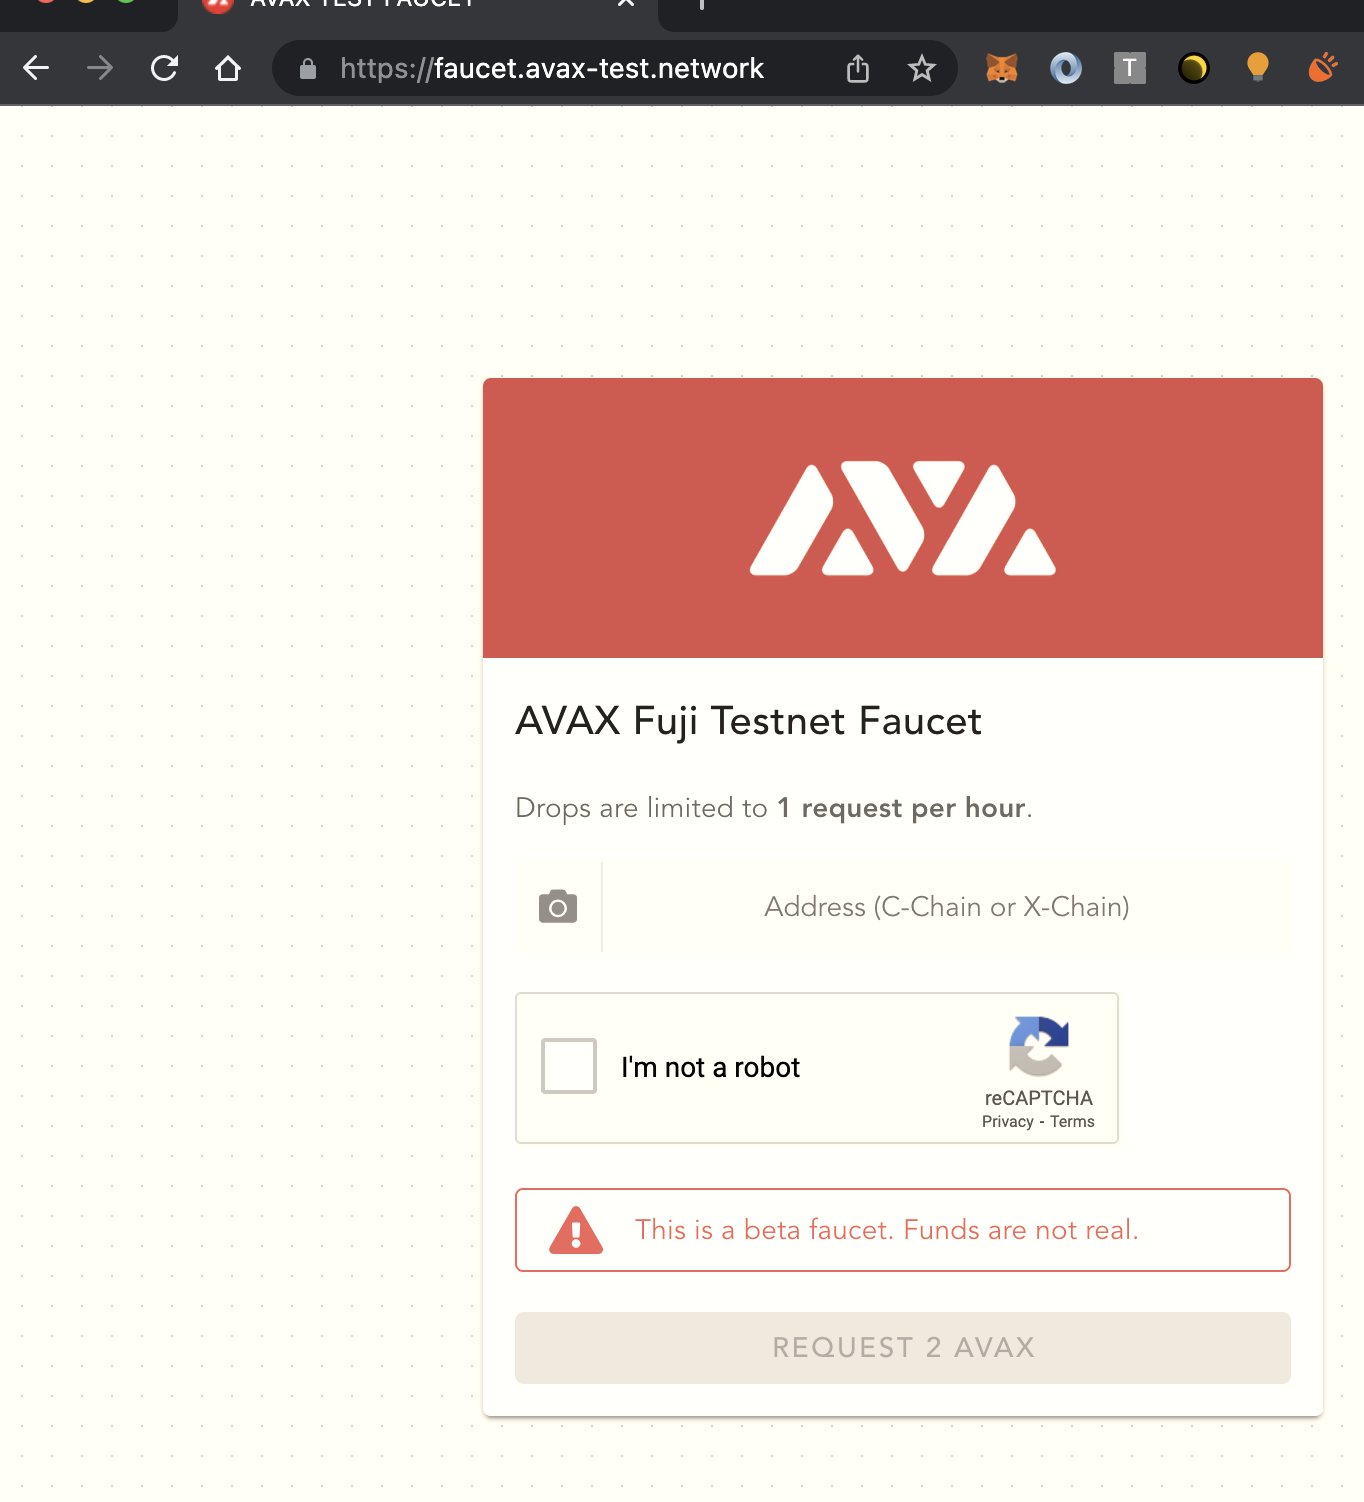 AVAX TEST FAUCET
https://faucet.avax-test.network
T
AVAX Fuji Testnet Faucet
Drops are limited to 1 request per hour.
Address (C-Chain or X-Chain)
I'm not a robot
reCAPTCHA
Privacy - Terms
This is a beta faucet. Funds are not real.
REQUEST 2 AVAX